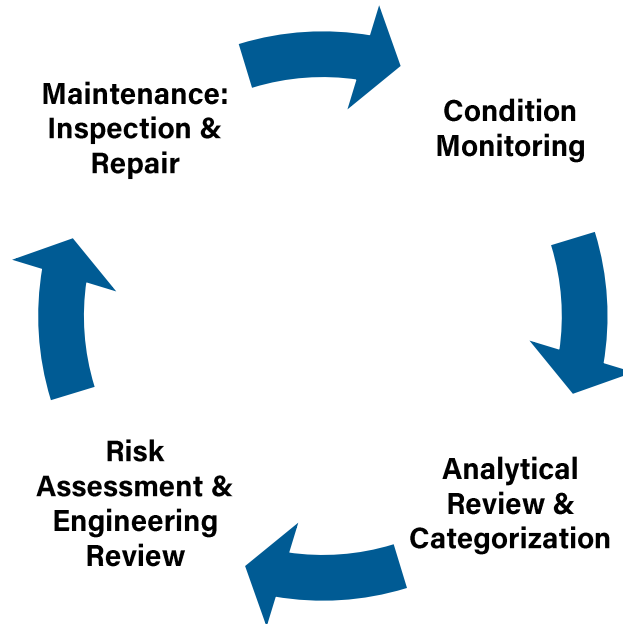 Maintenance:
Inspection &
Repair
Condition
Monitoring
Risk
Assessment &
Engineering
Review
Analytical
Review &
Categorization